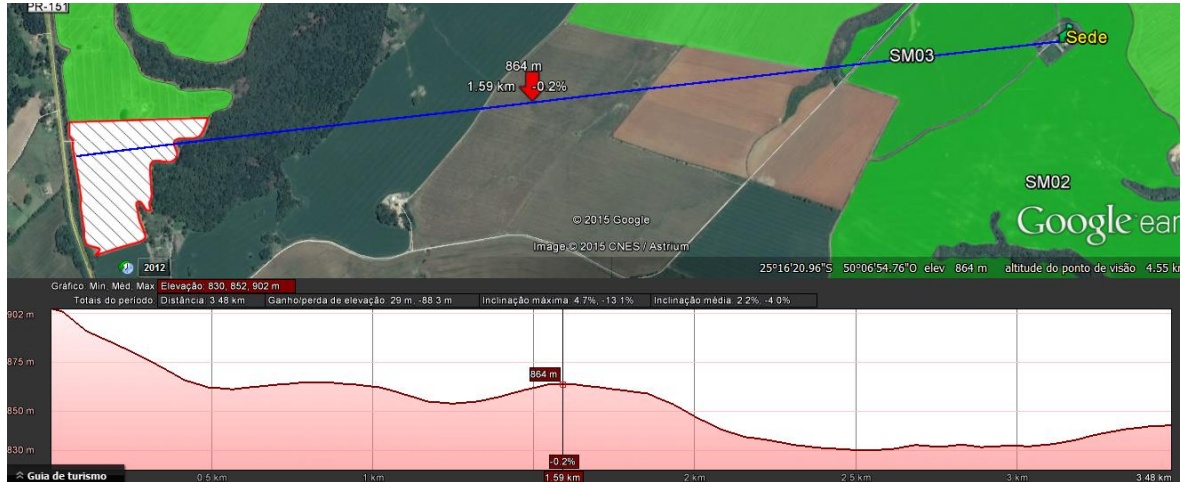 PR-151
Sede
SM03
864 m
1.59 km -0.2%
SM02
© 2015 Google
Google ear
Image © 2015 CNES / Astrium
2012
25°16'20.96"S 50°06'54.76"O elev 864 m altitude do ponto de visão 4.55 km
Gráfico: Min, Méd, Max Elevação: 830, 852, 902 m
Totais do período: Distância: 3.48 km Ganho/perda de elevação: 29 m, -88.3 m Inclinação máxima: 4.7%, -13.1% Inclinação média: 2.2%, -4.0%
902 m
875 m
864 m
850 m
830 m
-0.2%
Guia de turismo 0.5 km 1 km 1.59 km 2 km 2.5 km 3 km 3.48 km